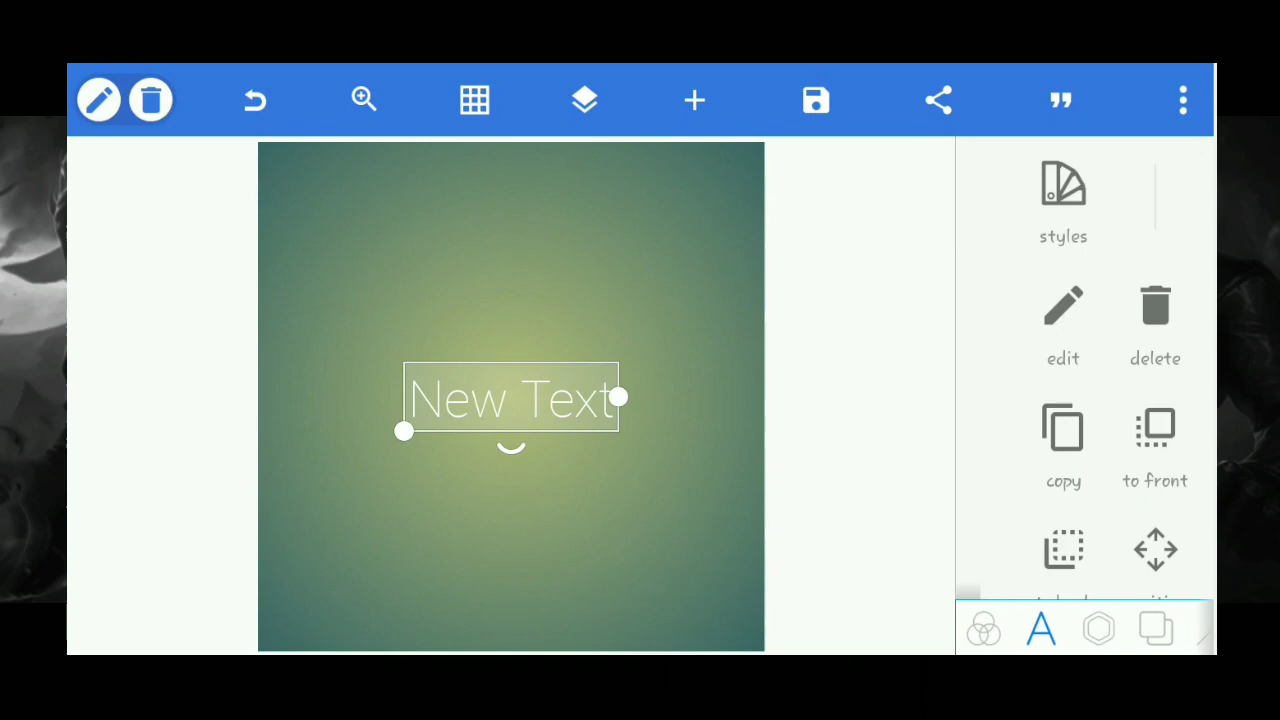 styles
New Text
edit
delete
copy
to front